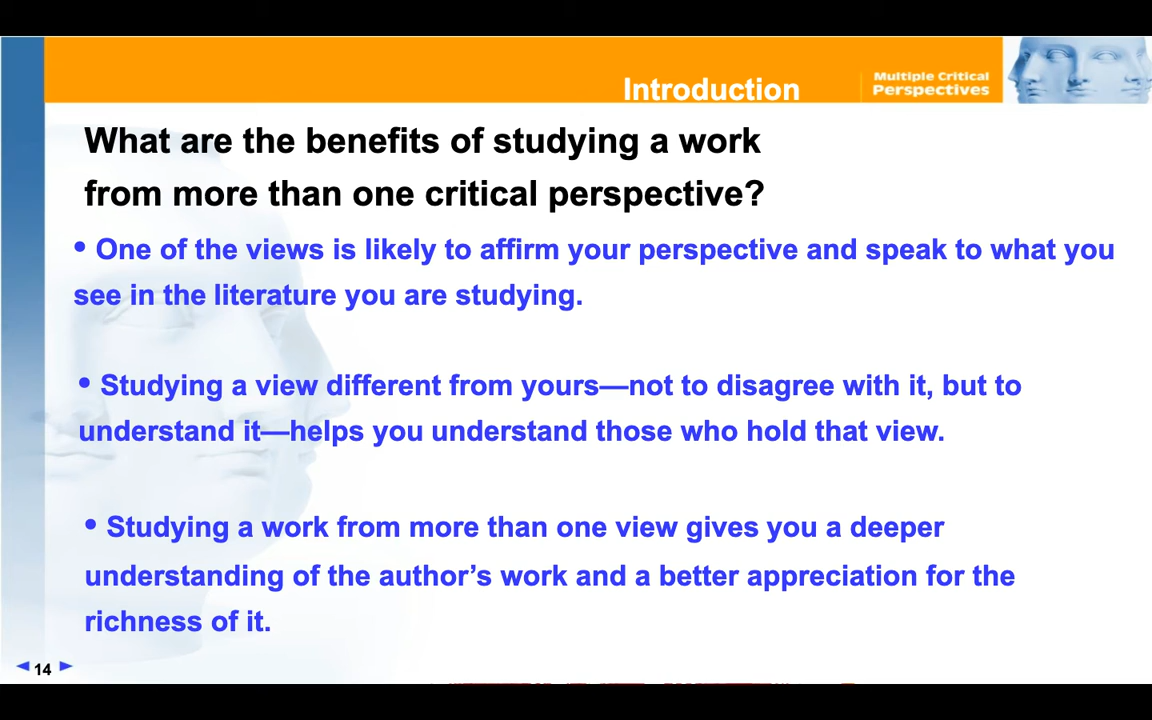 Introduction
Multiple Critical
Perspectives
What are the benefits of studying a work
from more than one critical perspective?
• One of the views is likely to affirm your perspective and speak to what you
see in the literature you are studying.
• Studying a view different from yours—not to disagree with it, but to
understand it—helps you understand those who hold that view.
• Studying a work from more than one view gives you a deeper
understanding of the author’s work and a better appreciation for the
richness of it.
14